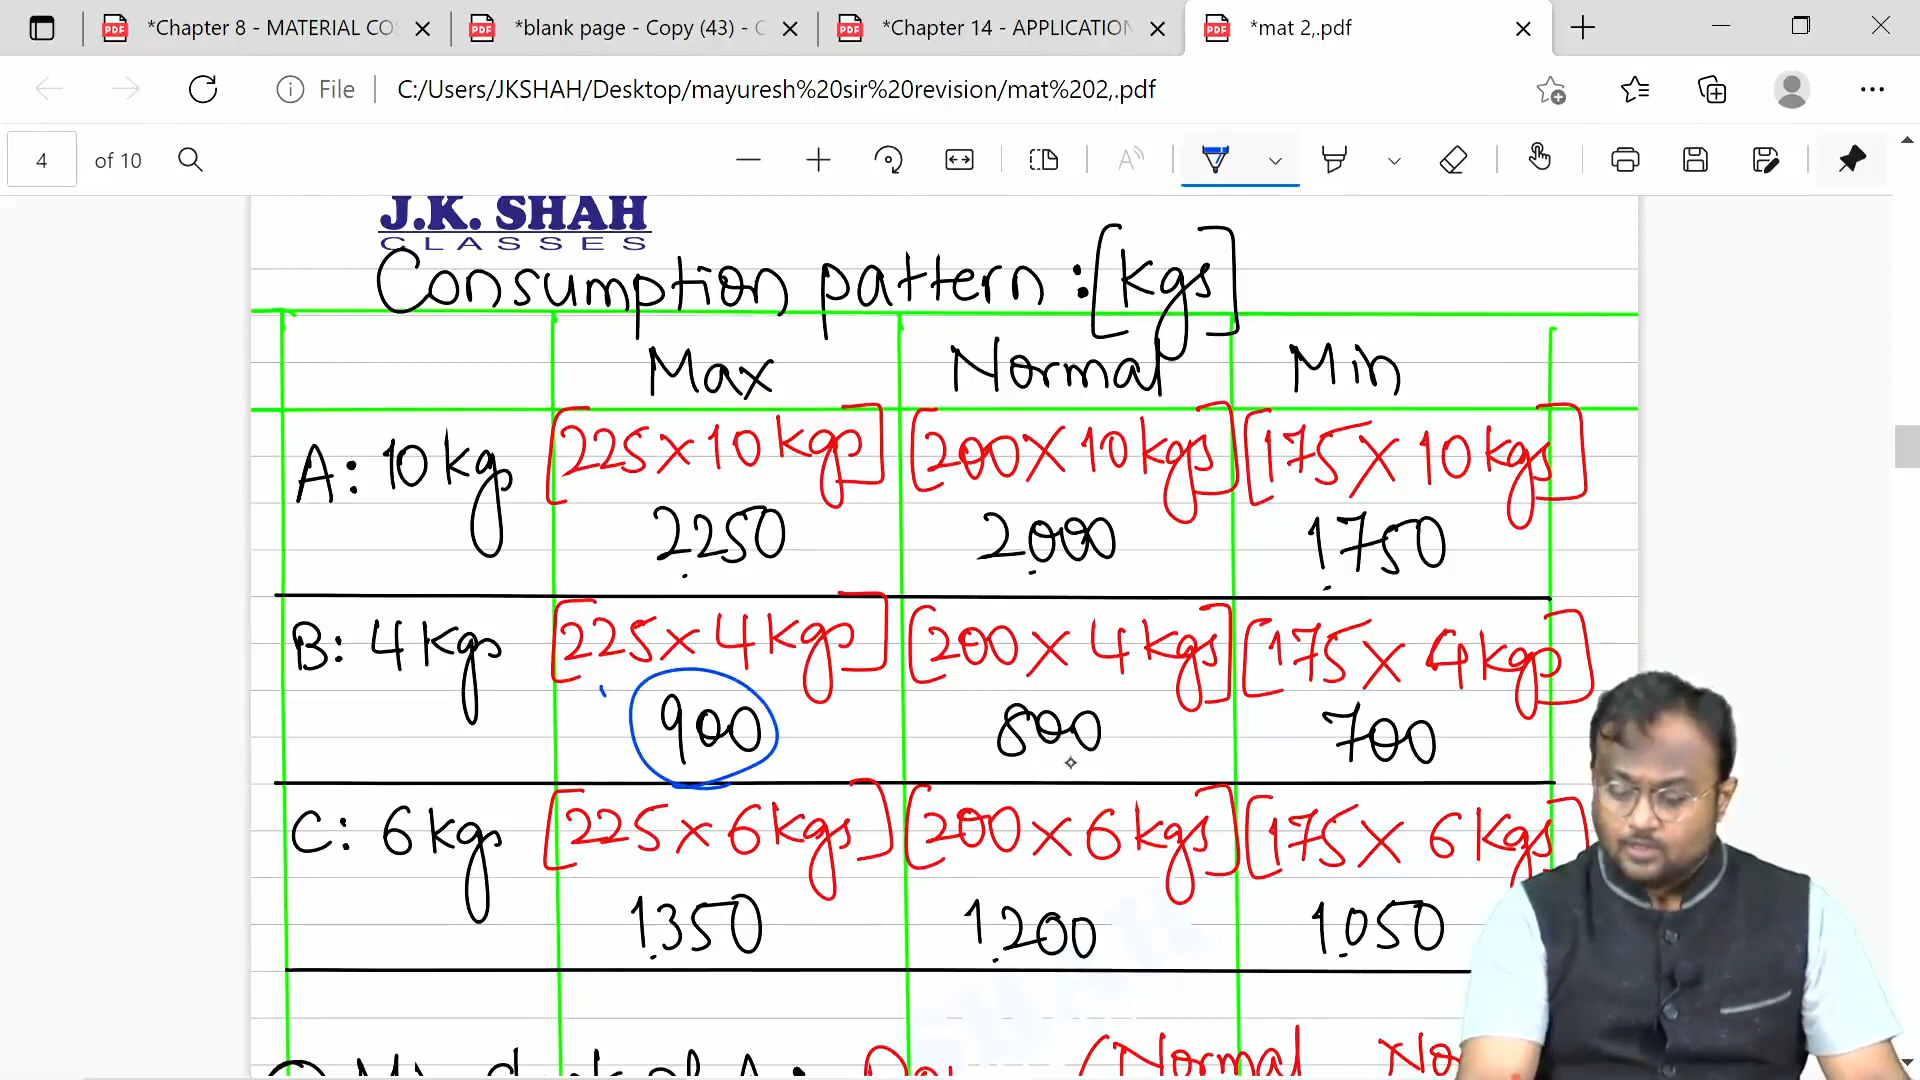 *Chapter 8 - MATERIAL COS
*blank page - Copy (43) - C
*Chapter 14 - APPLICATION
*mat 2,.pdf
File
C:/Users/JKSHAH/Desktop/mayuresh%20sir%20revision/mat%202,.pdf
4 of 10
J.K. SHAH
CLASSES
Consumption pattern : [kgs]
Max Normal Min
A: 10 kgs [225 × 10 kgs] [200 × 10 kgs] [175 × 10 kgs]
2250 2000 1750
B: 4 kgs [225 × 4 kgs] [200 × 4 kgs] [175 × 4 kgs]
900 800 700
C: 6 kgs [225 × 6 kgs] [200 × 6 kgs] [175 × 6 kgs]
1350 1200 1050
of A: (Normal No